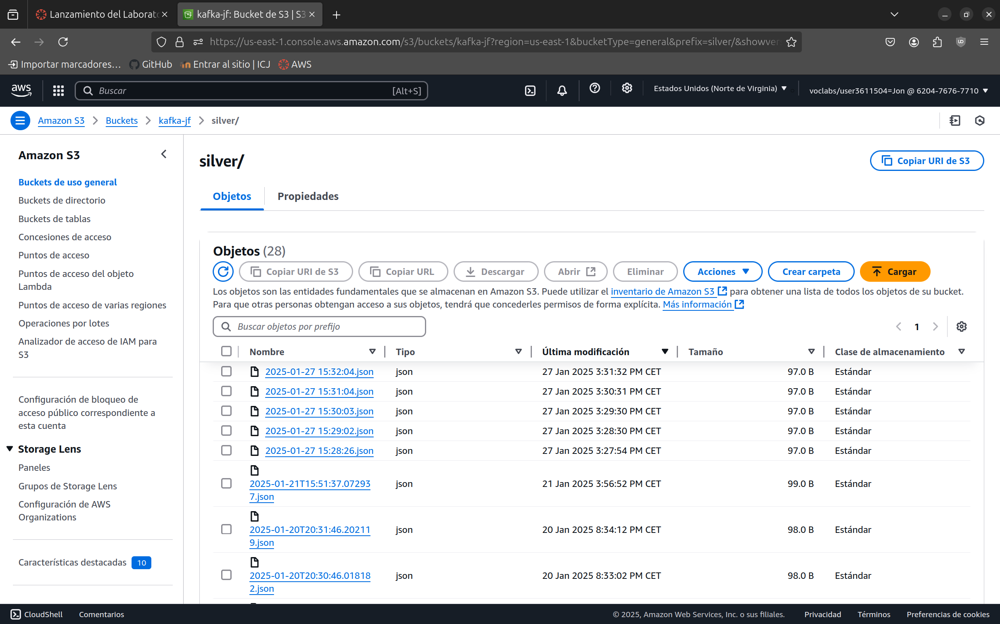 Lanzamiento del Laborato
kafka-jf: Bucket de S3 | S3
https://us-east-1.console.aws.amazon.com/s3/buckets/kafka-jf?region=us-east-1&bucketType=general&prefix=silver/&showver
Importar marcadores...
GitHub
Entrar al sitio | ICJ
AWS
aws
Buscar
[Alt+S]
Estados Unidos (Norte de Virginia)
voclabs/user3611504=Jon @ 6204-7676-7710
Amazon S3
Buckets
kafka-jf
silver/
Amazon S3
Buckets de uso general
Buckets de directorio
Buckets de tablas
Concesiones de acceso
Puntos de acceso
Puntos de acceso del objeto
Lambda
Puntos de acceso de varias regiones
Operaciones por lotes
Analizador de acceso de IAM para
S3
Configuración de bloqueo de
acceso público correspondiente a
esta cuenta
Storage Lens
Paneles
Grupos de Storage Lens
Configuración de AWS
Organizations
Características destacadas 10
silver/
Copiar URI de S3
Objetos
Propiedades
Objetos (28)
Copiar URI de S3
Copiar URL
Descargar
Abrir
Eliminar
Acciones
Crear carpeta
Cargar
Los objetos son las entidades fundamentales que se almacenan en Amazon S3. Puede utilizar el inventario de Amazon S3 para obtener una lista de todos los objetos de su bucket.
Para que otras personas obtengan acceso a sus objetos, tendrá que concederles permisos de forma explícita. Más información
Buscar objetos por prefijo
1
Nombre Tipo Última modificación Tamaño Clase de almacenamiento
2025-01-27 15:32:04.json json 27 Jan 2025 3:31:32 PM CET 97.0 B Estándar
2025-01-27 15:31:04.json json 27 Jan 2025 3:30:31 PM CET 97.0 B Estándar
2025-01-27 15:30:03.json json 27 Jan 2025 3:29:30 PM CET 97.0 B Estándar
2025-01-27 15:29:02.json json 27 Jan 2025 3:28:30 PM CET 97.0 B Estándar
2025-01-27 15:28:26.json json 27 Jan 2025 3:27:54 PM CET 97.0 B Estándar
2025-01-21T15:51:37.07293
7.json json 21 Jan 2025 3:56:52 PM CET 99.0 B Estándar
2025-01-20T20:31:46.20211
9.json json 20 Jan 2025 8:34:12 PM CET 98.0 B Estándar
2025-01-20T20:30:46.01818
2.json json 20 Jan 2025 8:33:02 PM CET 98.0 B Estándar
CloudShell
Comentarios
© 2025, Amazon Web Services, Inc. o sus filiales.
Privacidad
Términos
Preferencias de cookies